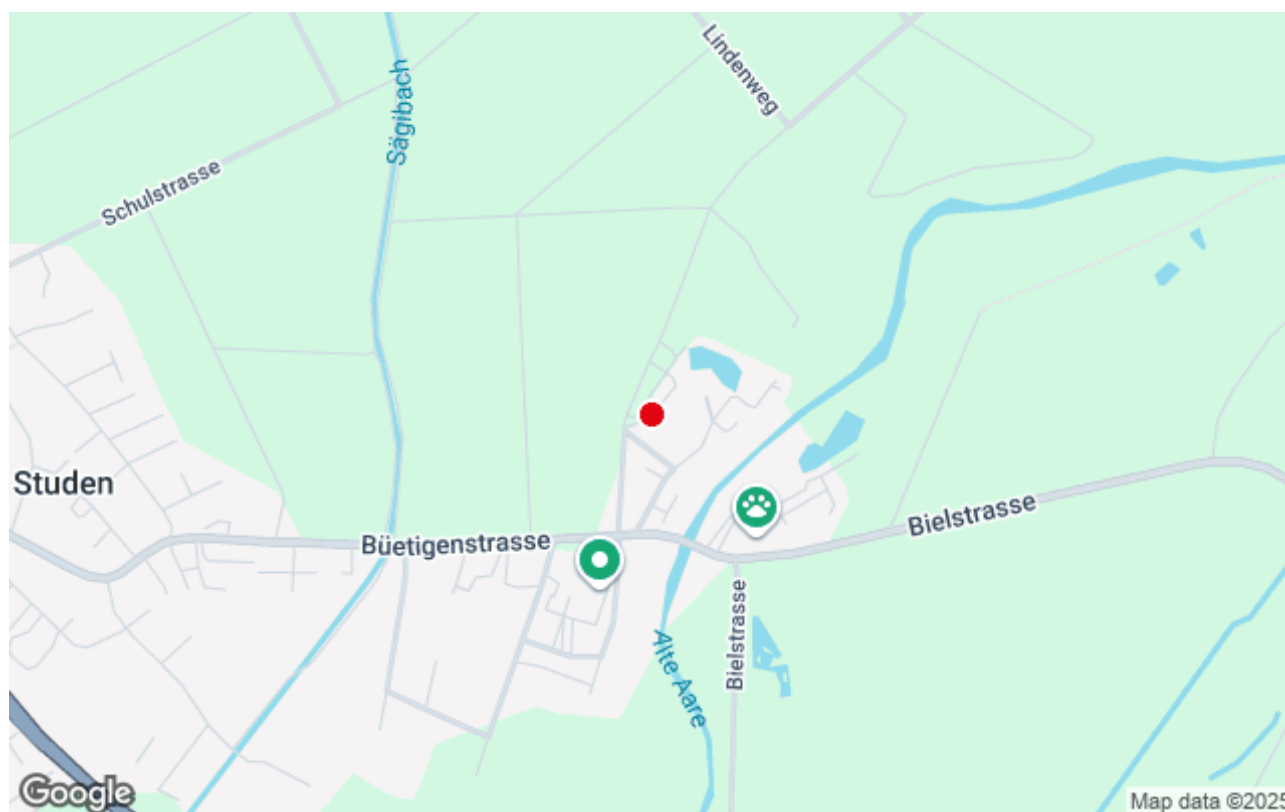 Lindenweg
Sägibach
Schulstrasse
Studen
Bielstrasse
Büetigenstrasse
Bielstrasse
Alte Aare
Google
Map data ©2025